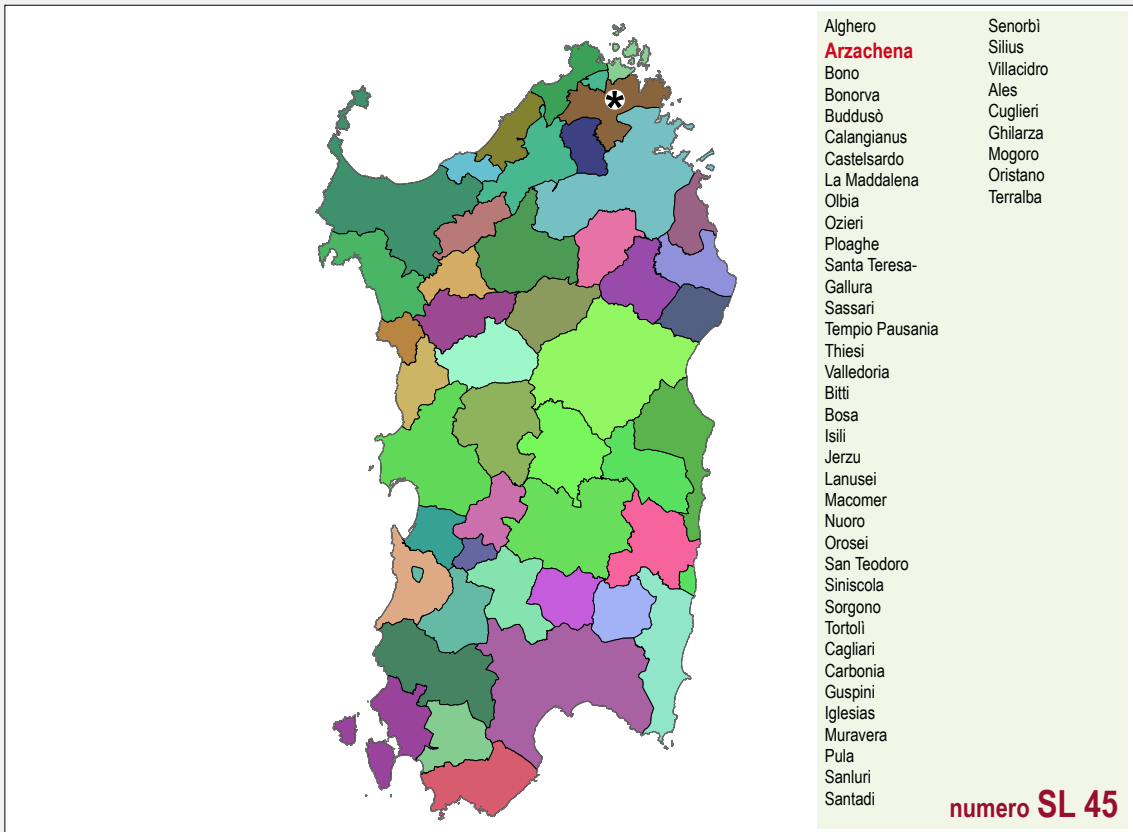 Alghero
Arzachena
Bono
Bonorva
Buddusò
Calangianus
Castelsardo
La Maddalena
Olbia
Ozieri
Ploaghe
Santa Teresa-
Gallura
Sassari
Tempio Pausania
Thiesi
Valledoria
Bitti
Bosa
Isili
Jerzu
Lanusei
Macomer
Nuoro
Orosei
San Teodoro
Siniscola
Sorgono
Tortolì
Cagliari
Carbonia
Guspini
Iglesias
Muravera
Pula
Sanluri
Santadi
Senorbì
Silius
Villacidro
Ales
Cuglieri
Ghilarza
Mogoro
Oristano
Terralba
numero SL 45